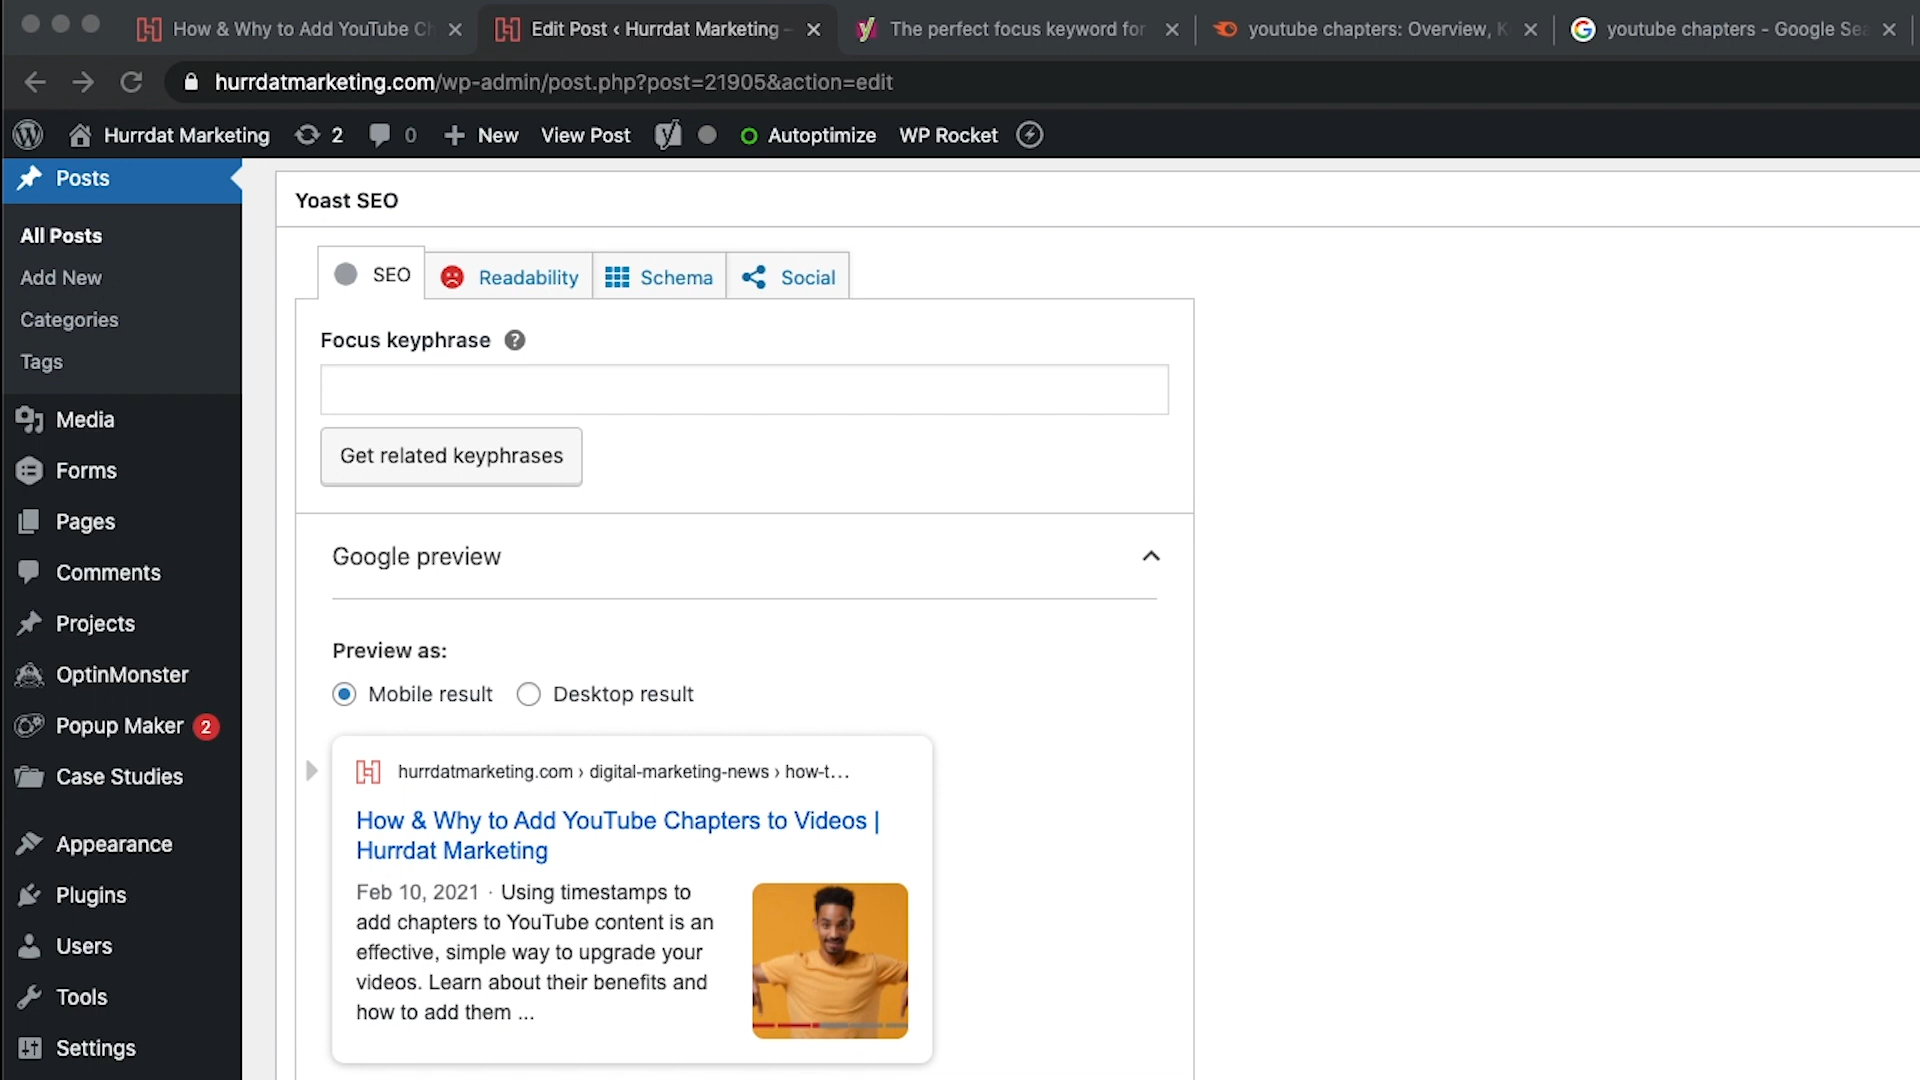 How & Why to Add YouTube Ch
Edit Post ‹ Hurrdat Marketing -
The perfect focus keyword for
youtube chapters: Overview, K
youtube chapters - Google Sea
hurrdatmarketing.com/wp-admin/post.php?post=21905&action=edit
Hurrdat Marketing 2 0 New View Post Autoptimize WP Rocket
Posts
All Posts
Add New
Categories
Tags
Media
Forms
Pages
Comments
Projects
OptinMonster
Popup Maker 2
Case Studies
Appearance
Plugins
Users
Tools
Settings
Yoast SEO
SEO Readability Schema Social
Focus keyphrase ?
Get related keyphrases
Google preview
Preview as:
Mobile result Desktop result
hurrdatmarketing.com › digital-marketing-news › how-t...
How & Why to Add YouTube Chapters to Videos |
Hurrdat Marketing
Feb 10, 2021 · Using timestamps to
add chapters to YouTube content is an
effective, simple way to upgrade your
videos. Learn about their benefits and
how to add them ...